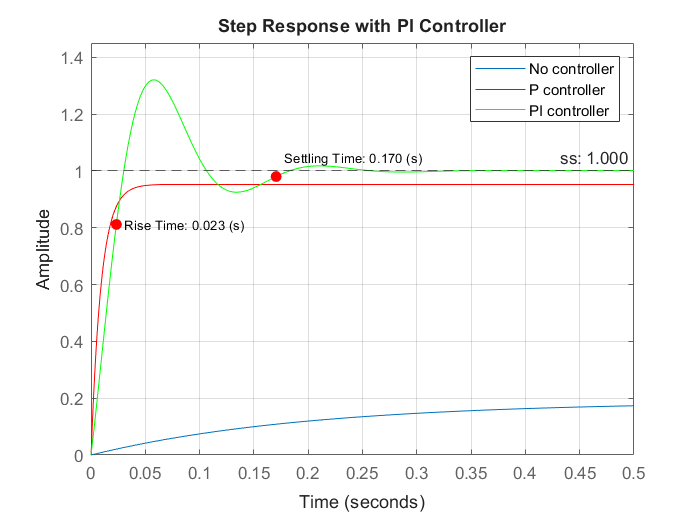 Step Response with PI Controller
1.4
1.2
1
0.8
0.6
0.4
0.2
0
Amplitude
No controller
P controller
PI controller
Settling Time: 0.170 (s)
ss: 1.000
Rise Time: 0.023 (s)
0 0.05 0.1 0.15 0.2 0.25 0.3 0.35 0.4 0.45 0.5
Time (seconds)